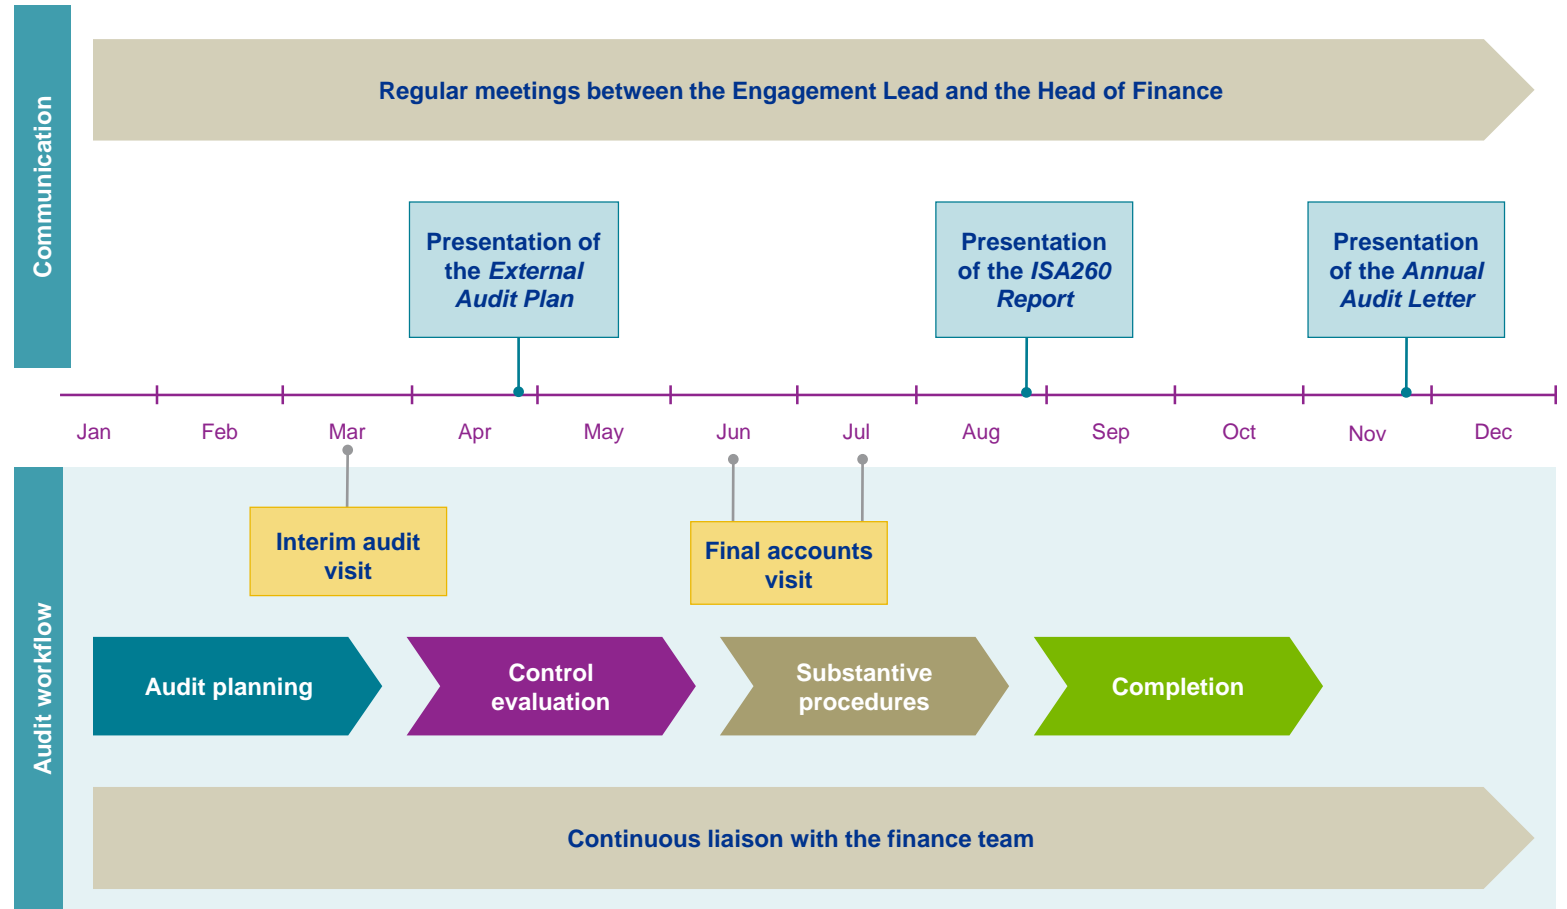 Communication
Regular meetings between the Engagement Lead and the Head of Finance
Presentation of
the External
Audit Plan
Presentation
of the ISA260
Report
Presentation
of the Annual
Audit Letter
Jan
Feb
Mar
Apr
May
Jun
Jul
Aug
Sep
Oct
Nov
Dec
Audit workflow
Interim audit
visit
Final accounts
visit
Audit planning
Control
evaluation
Substantive
procedures
Completion
Continuous liaison with the finance team